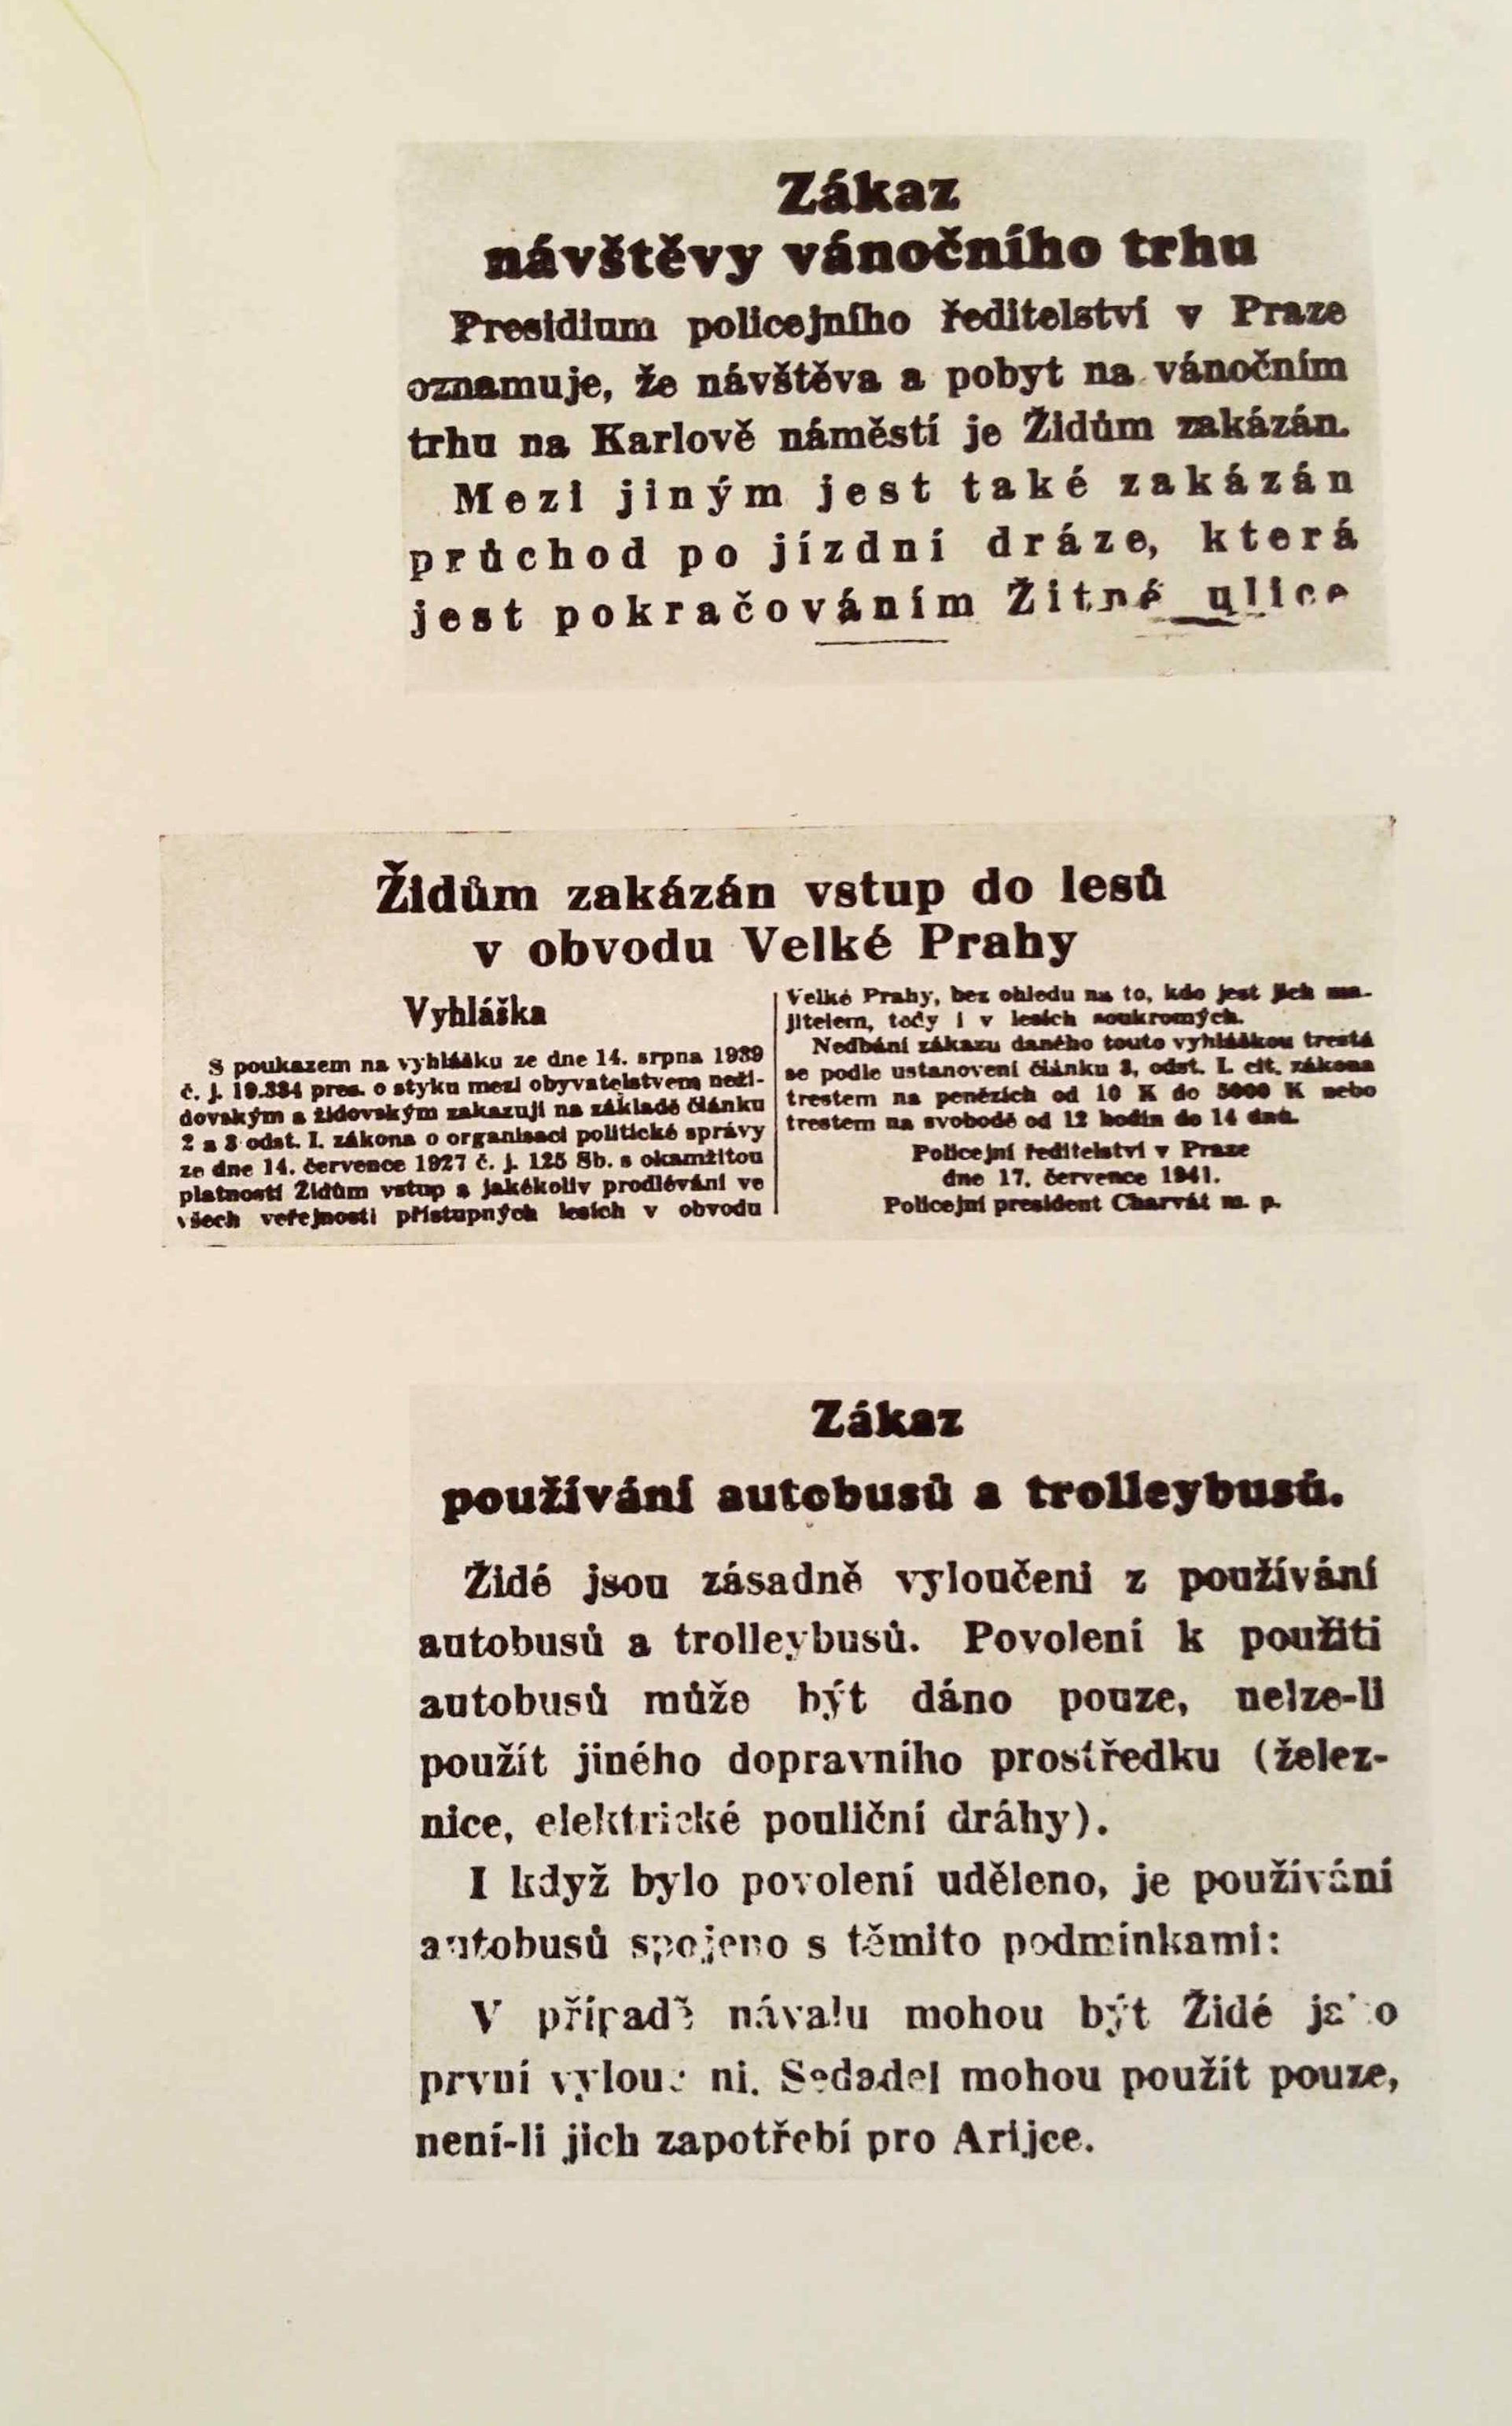 Zákaz
návštěvy vánočního trhu
Presidium policejního ředitelství v Praze
oznamuje, že návštěva a pobyt na vánočním
trhu na Karlově náměstí je Židům zakázán.
Mezi jiným jest také zakázán
průchod po jízdní dráze, která
jest pokračováním Žitné ulice
Židům zakázán vstup do lesů
v obvodu Velké Prahy
Vyhláška
S poukazem na vyhlášku ze dne 14. srpna 1939
č. j. 19.334 pres. o styku mezi obyvatelstvem neži-
dovským a židovským zakazuji na základě článku
2 a 3 odst. I. zákona o organisaci politické správy
ze dne 14. července 1927 č. j. 125 Sb. s okamžitou
platností Židům vstup a jakékoliv prodlévání ve
všech veřejnosti přístupných lesích v obvodu
Velké Prahy, bez ohledu na to, kdo jest jich ma-
jitelem, tedy i v lesích soukromých.
Nedbání zákazu daného touto vyhláškou trestá
se podle ustanovení článku 3, odst. I. cit. zákona
trestem na penězích od 10 K do 5000 K nebo
trestem na svobodě od 12 hodin do 14 dnů.
Policejní ředitelství v Praze
dne 17. července 1941.
Policejní president Charvát m. p.
Zákaz
používání autobusů a trolleybusů.
Židé jsou zásadně vyloučeni z používání
autobusů a trolleybusů. Povolení k použiti
autobusů může být dáno pouze, nelze-li
použít jiného dopravního prostředku (želez-
nice, elektrické pouliční dráhy).
I když bylo povolení uděleno, je používání
autobusů spojeno s těmito podmínkami:
V případě návalu mohou být Židé jako
první vyloučeni. Sedadel mohou použít pouze,
není-li jich zapotřebí pro Arijce.